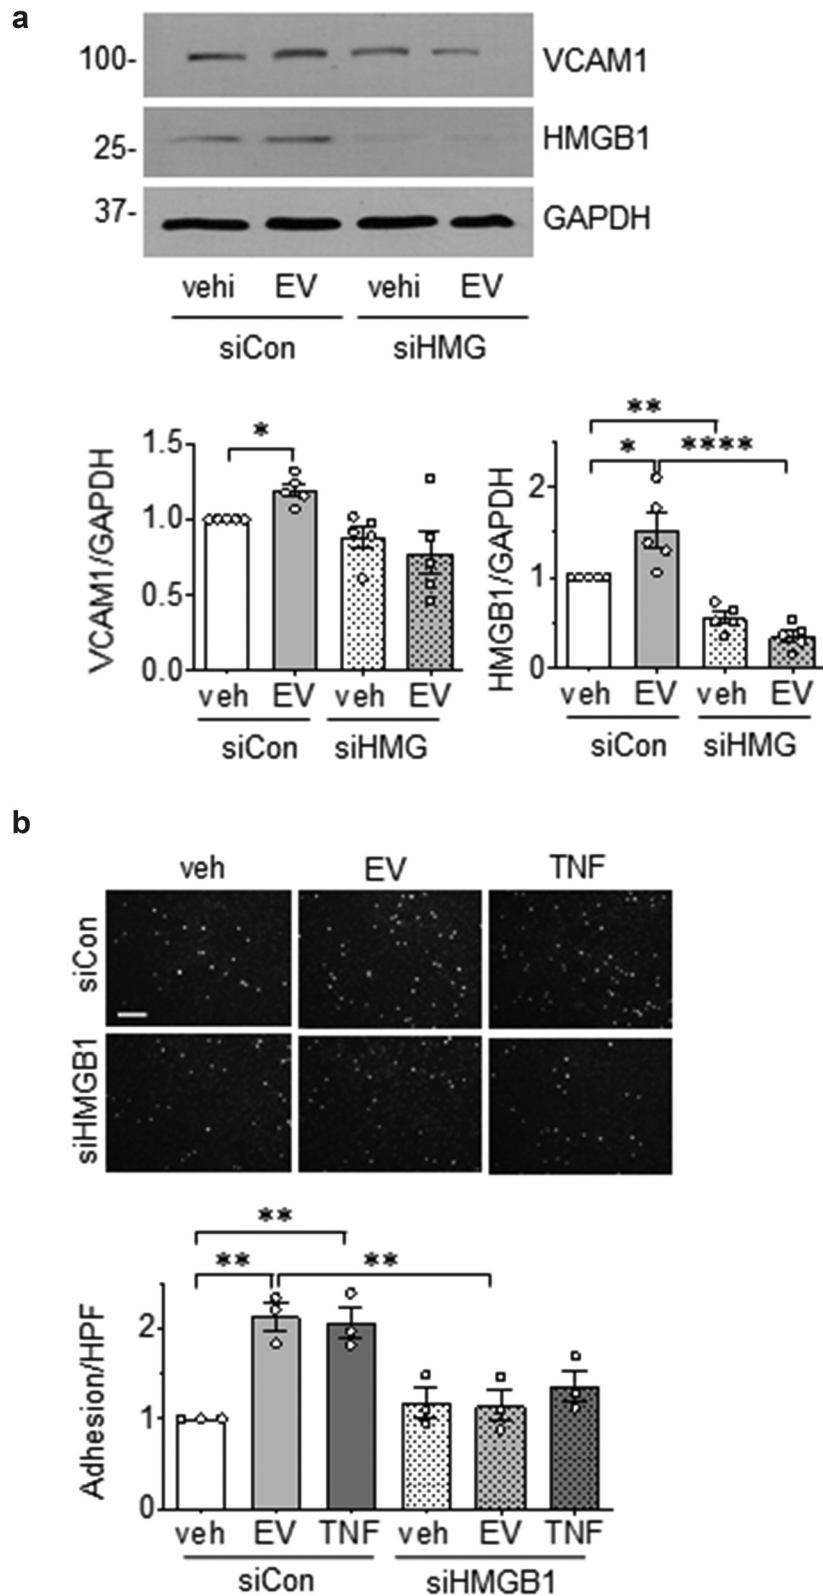 a
100- VCAM1
25- HMGB1
37- GAPDH
vehi EV vehi EV
siCon siHMG
* ** * ****
VCAM1/GAPDH
1.5
1.0
0.5
0.0
veh EV veh EV
siCon siHMG
HMGB1/GAPDH
2
1
0
veh EV veh EV
siCon siHMG
b
veh EV TNF
siCon
siHMGB1
**
** **
Adhesion/HPF
2
1
0
veh EV TNF veh EV TNF
siCon siHMGB1